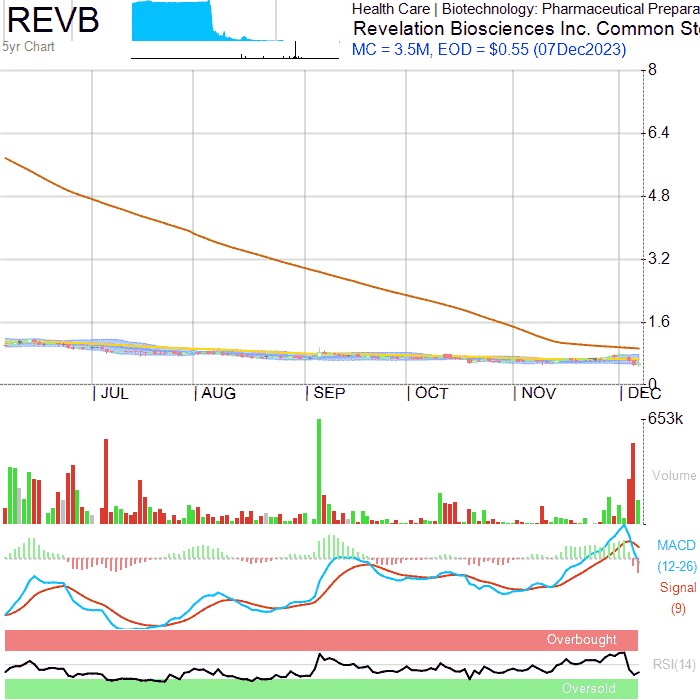 REVB
5yr Chart
Health Care | Biotechnology: Pharmaceutical Prepara
Revelation Biosciences Inc. Common Sto
MC = 3.5M, EOD = $0.55 (07Dec2023)
8
6.4
4.8
3.2
1.6
0
JUL AUG SEP OCT NOV DEC
653k
Volume
MACD
(12-26)
Signal
(9)
Overbought
RSI(14)
Oversold